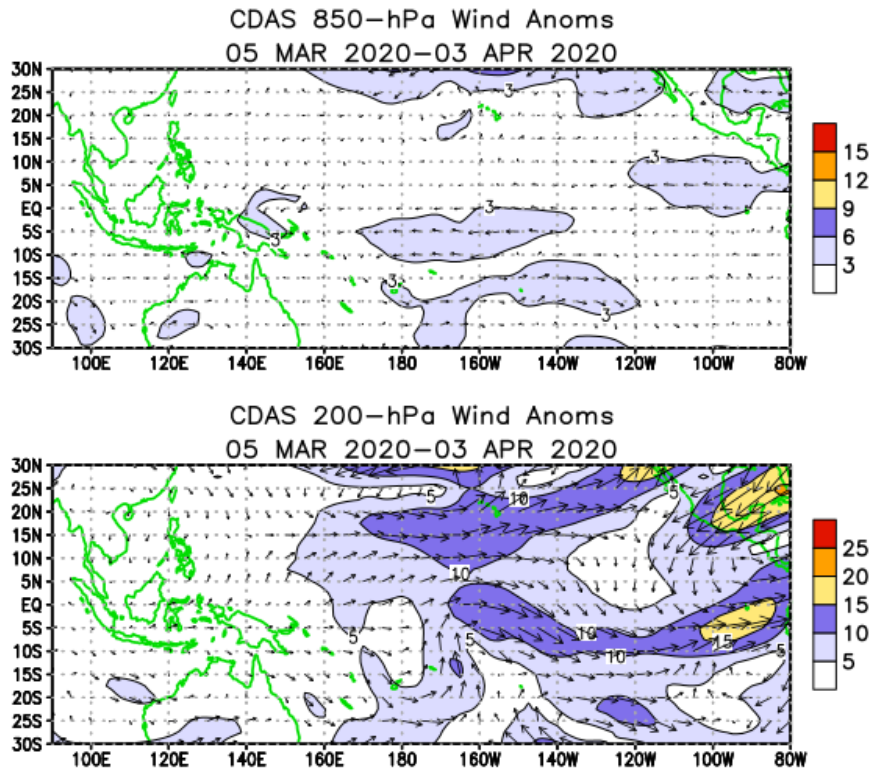 CDAS 850-hPa Wind Anoms
05 MAR 2020-03 APR 2020
30N
25N
20N
15N
10N
5N
EQ
5S
10S
15S
20S
25S
30S
3
3
3
3
3
3
100E 120E 140E 160E 180 160W 140W 120W 100W 80W
15
12
9
6
3
CDAS 200-hPa Wind Anoms
05 MAR 2020-03 APR 2020
30N
25N
20N
15N
10N
5N
EQ
5S
10S
15S
20S
25S
30S
5
10
5
10
5
5
10
10
15
5
100E 120E 140E 160E 180 160W 140W 120W 100W 80W
25
20
15
10
5